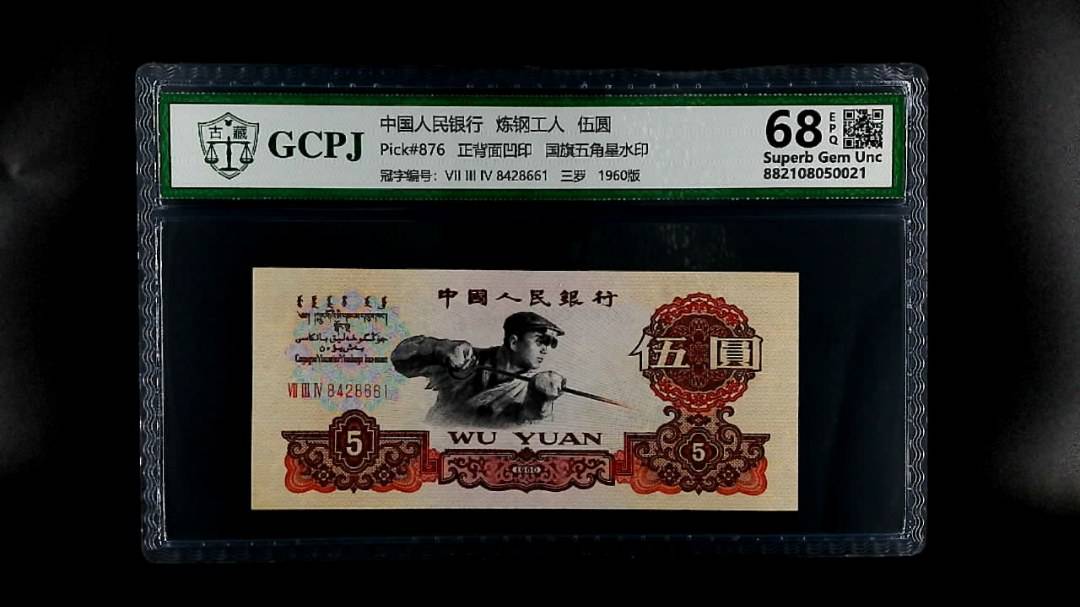 古藏
GCPJ
中国人民银行 炼钢工人 伍圆
Pick#876 正背面凹印 国旗五角星水印
冠字编号: VII III IV 8428661 三罗 1960版
68 EPQ
Superb Gem Unc
882108050021
中國人民銀行
伍圓
VII III IV 8428661
WU YUAN
5
1960
5